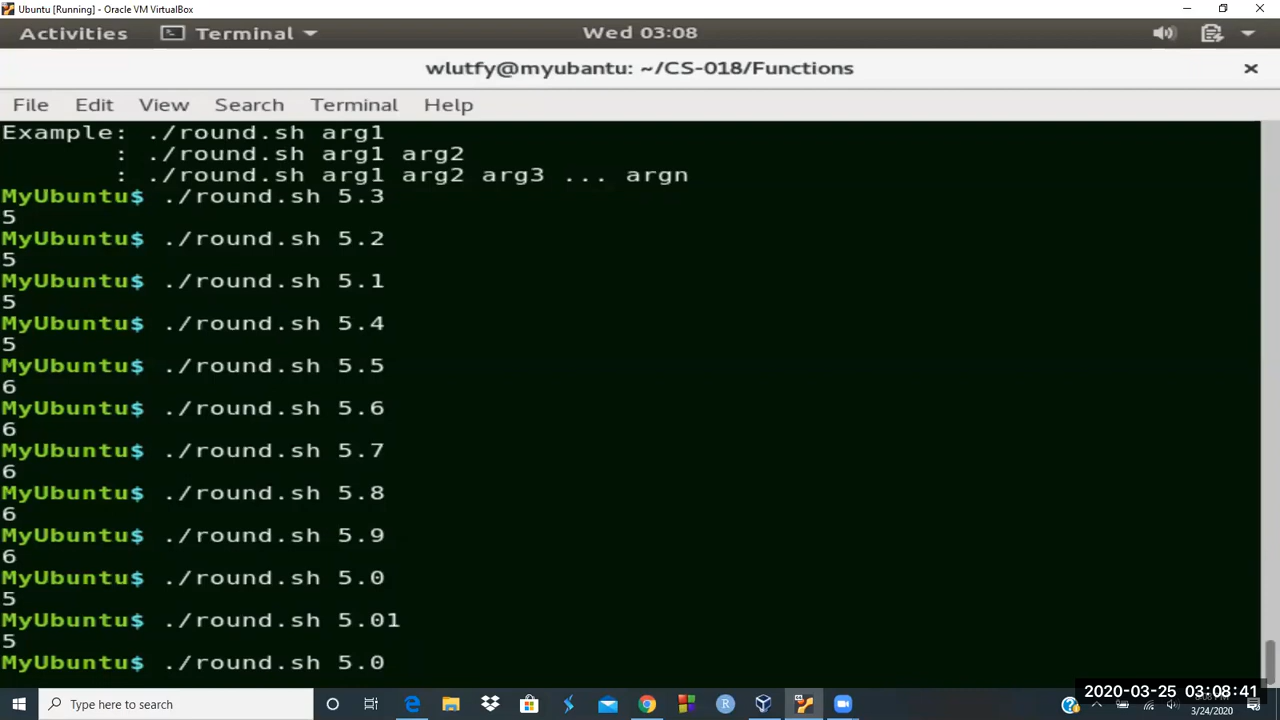 Ubuntu [Running] - Oracle VM VirtualBox
Activities Terminal Wed 03:08
wlutfy@myubantu: ~/CS-018/Functions
File Edit View Search Terminal Help
Example: ./round.sh arg1
: ./round.sh arg1 arg2
: ./round.sh arg1 arg2 arg3 ... argn
MyUbuntu$ ./round.sh 5.3
5
MyUbuntu$ ./round.sh 5.2
5
MyUbuntu$ ./round.sh 5.1
5
MyUbuntu$ ./round.sh 5.4
5
MyUbuntu$ ./round.sh 5.5
6
MyUbuntu$ ./round.sh 5.6
6
MyUbuntu$ ./round.sh 5.7
6
MyUbuntu$ ./round.sh 5.8
6
MyUbuntu$ ./round.sh 5.9
6
MyUbuntu$ ./round.sh 5.0
5
MyUbuntu$ ./round.sh 5.01
5
MyUbuntu$ ./round.sh 5.0
2020-03-25 03:08:41
Type here to search
3/24/2020